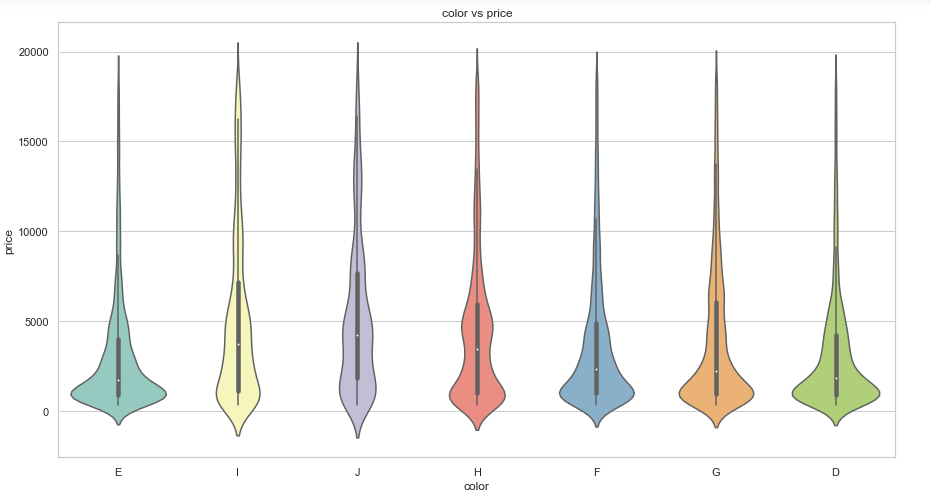 color vs price
20000
15000
10000
5000
0
price
E I J H F G D
color